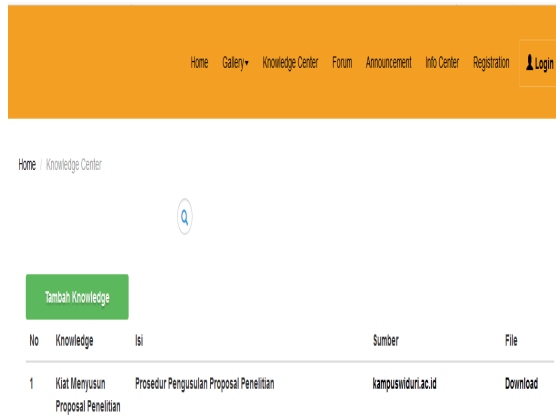 Home Gallery Knowledge Center Forum Announcement Info Center Registration Login
Home / Knowledge Center
Tambah Knowledge
No Knowledge Isi Sumber File
1 Kiat Menyusun Prosedur Pengusulan Proposal Penelitian kampuswiduri.ac.id Download
Proposal Penelitian